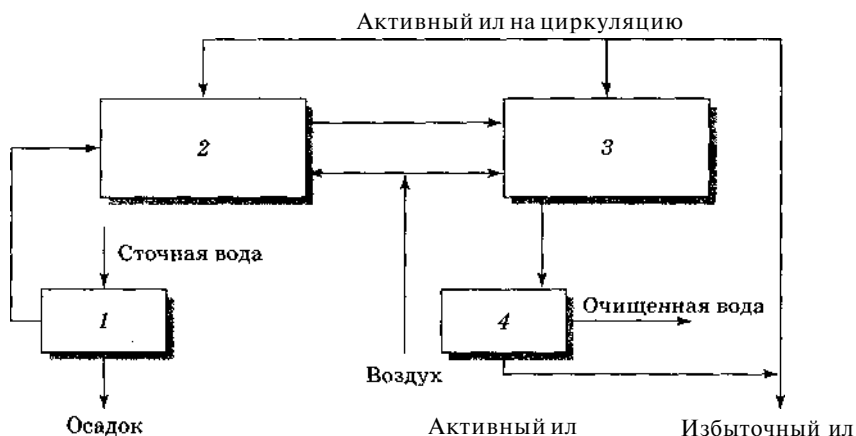 Активный ил на циркуляцию
2
3
Сточная вода
1
4
Очищенная вода
Воздух
Осадок
Активный ил
Избыточный ил